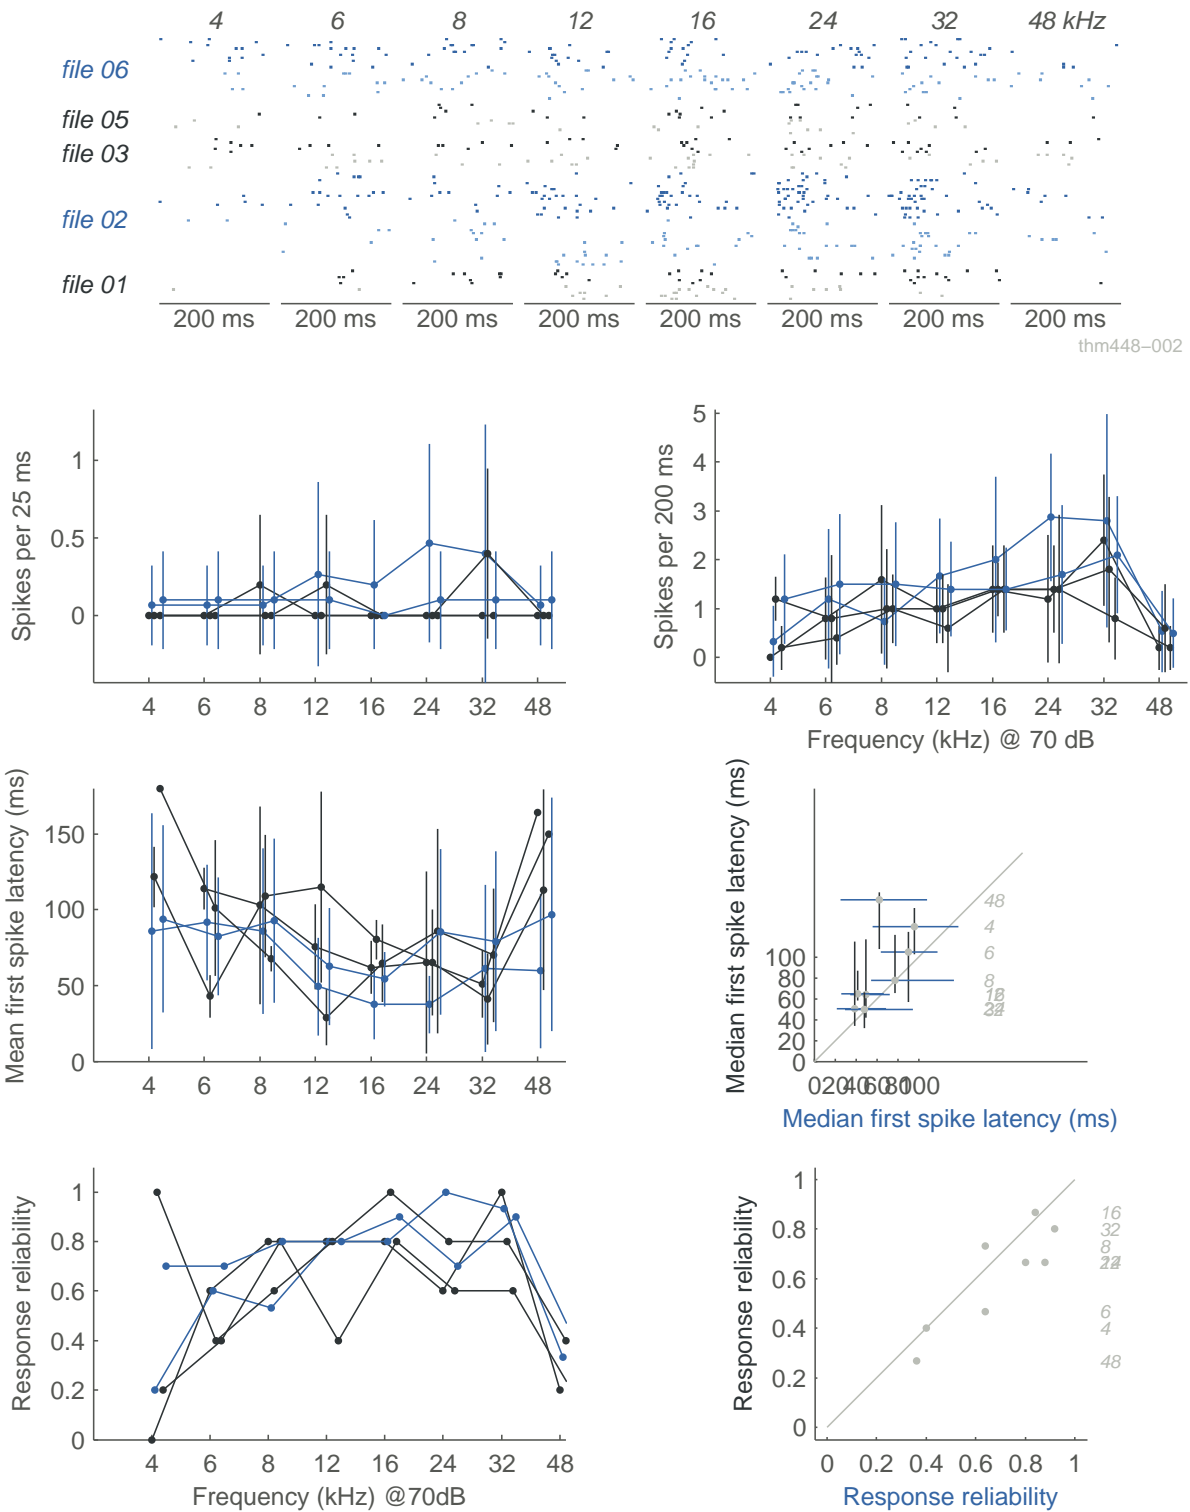 4 6 8 12 16 24 32 48 kHz
file 06
file 05
file 03
file 02
file 01
200 ms 200 ms 200 ms 200 ms 200 ms 200 ms 200 ms 200 ms
thm448–002
Spikes per 25 ms
1
0.5
0
4 6 8 12 16 24 32 48
Spikes per 200 ms
5
4
3
2
1
0
4 6 8 12 16 24 32 48
Frequency (kHz) @ 70 dB
Mean first spike latency (ms)
150
100
50
0
4 6 8 12 16 24 32 48
Median first spike latency (ms)
100
80
60
40
20
0
0 20 40 60 80 100
48
4
6
8
Median first spike latency (ms)
Response reliability
1
0.8
0.6
0.4
0.2
0
4 6 8 12 16 24 32 48
Frequency (kHz) @70dB
Response reliability
1
0.8
0.6
0.4
0.2
0
0 0.2 0.4 0.6 0.8 1
16
32
8
6
4
48
Response reliability